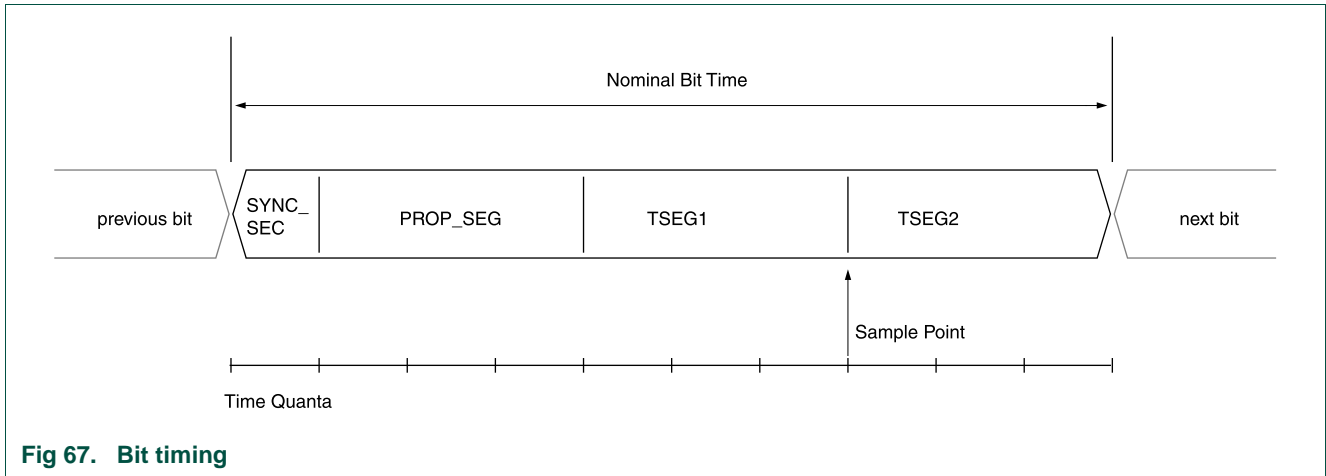 Nominal Bit Time
previous bit
SYNC_
SEC
PROP_SEG
TSEG1
TSEG2
next bit
Sample Point
Time Quanta
Fig 67. Bit timing